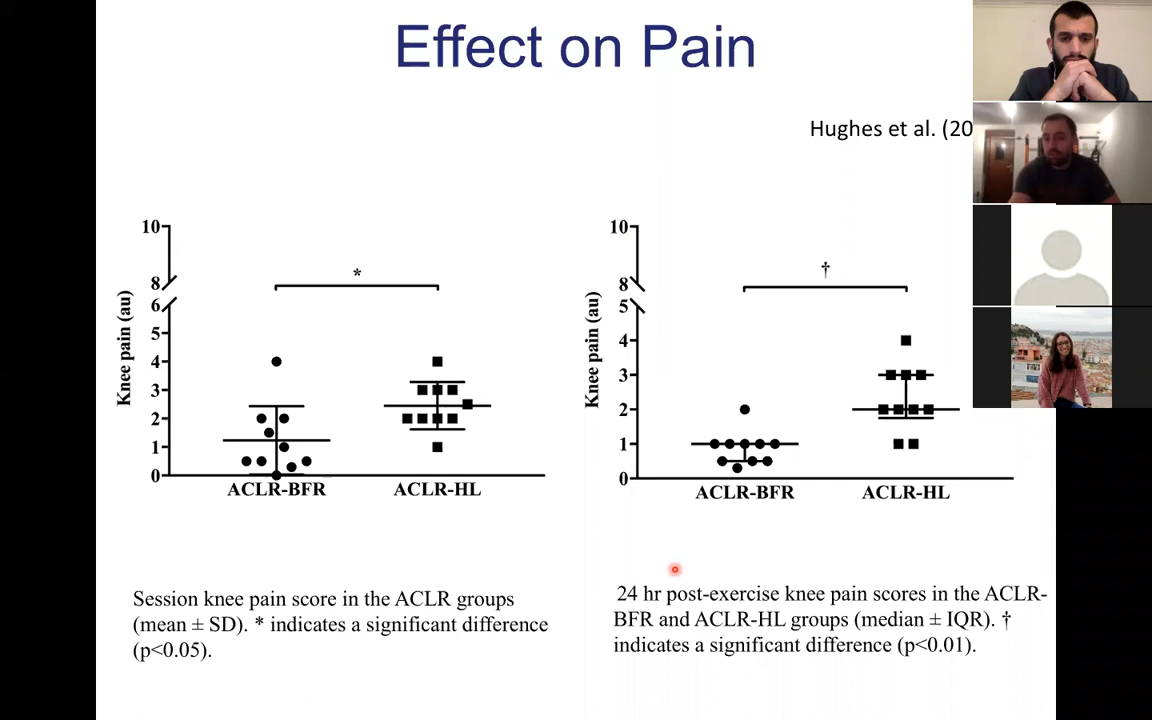 Effect on Pain
Hughes et al. (20
10
8
6
5
4
3
2
1
0
Knee pain (au)
*
ACLR-BFR
ACLR-HL
10
8
5
4
3
2
1
0
Knee pain (au)
†
ACLR-BFR
ACLR-HL
Session knee pain score in the ACLR groups
(mean ± SD). * indicates a significant difference
(p<0.05).
24 hr post-exercise knee pain scores in the ACLR-
BFR and ACLR-HL groups (median ± IQR). †
indicates a significant difference (p<0.01).